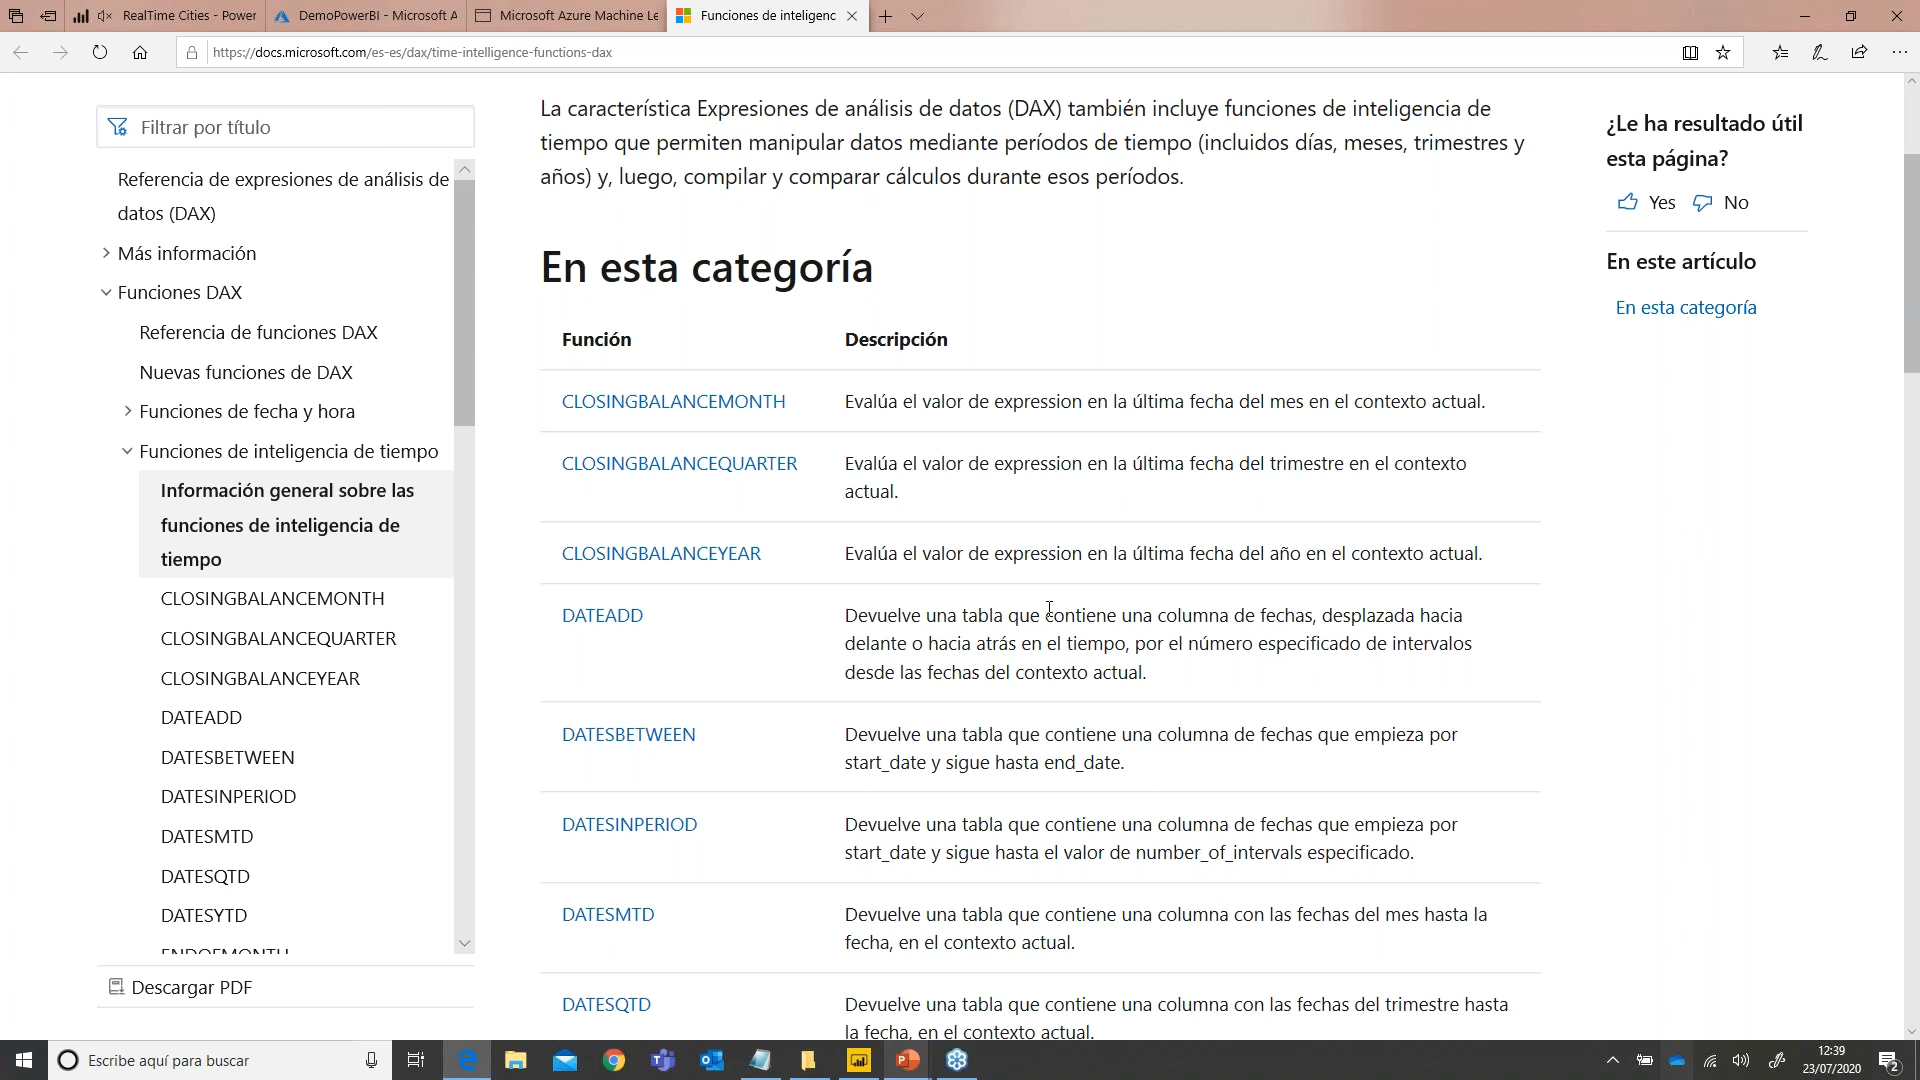 RealTime Cities - Power
DemoPowerBI - Microsoft A
Microsoft Azure Machine Le
Funciones de inteligenc
https://docs.microsoft.com/es-es/dax/time-intelligence-functions-dax
Filtrar por título
Referencia de expresiones de análisis de
datos (DAX)
Más información
Funciones DAX
Referencia de funciones DAX
Nuevas funciones de DAX
Funciones de fecha y hora
Funciones de inteligencia de tiempo
Información general sobre las
funciones de inteligencia de
tiempo
CLOSINGBALANCEMONTH
CLOSINGBALANCEQUARTER
CLOSINGBALANCEYEAR
DATEADD
DATESBETWEEN
DATESINPERIOD
DATESMTD
DATESQTD
DATESYTD
ENDOFMONTH
Descargar PDF
La característica Expresiones de análisis de datos (DAX) también incluye funciones de inteligencia de
tiempo que permiten manipular datos mediante períodos de tiempo (incluidos días, meses, trimestres y
años) y, luego, compilar y comparar cálculos durante esos períodos.
En esta categoría
Función Descripción
CLOSINGBALANCEMONTH Evalúa el valor de expression en la última fecha del mes en el contexto actual.
CLOSINGBALANCEQUARTER Evalúa el valor de expression en la última fecha del trimestre en el contexto
actual.
CLOSINGBALANCEYEAR Evalúa el valor de expression en la última fecha del año en el contexto actual.
DATEADD Devuelve una tabla que contiene una columna de fechas, desplazada hacia
delante o hacia atrás en el tiempo, por el número especificado de intervalos
desde las fechas del contexto actual.
DATESBETWEEN Devuelve una tabla que contiene una columna de fechas que empieza por
start_date y sigue hasta end_date.
DATESINPERIOD Devuelve una tabla que contiene una columna de fechas que empieza por
start_date y sigue hasta el valor de number_of_intervals especificado.
DATESMTD Devuelve una tabla que contiene una columna con las fechas del mes hasta la
fecha, en el contexto actual.
DATESQTD Devuelve una tabla que contiene una columna con las fechas del trimestre hasta
la fecha, en el contexto actual.
¿Le ha resultado útil
esta página?
Yes No
En este artículo
En esta categoría
Escribe aquí para buscar
12:39
23/07/2020
2